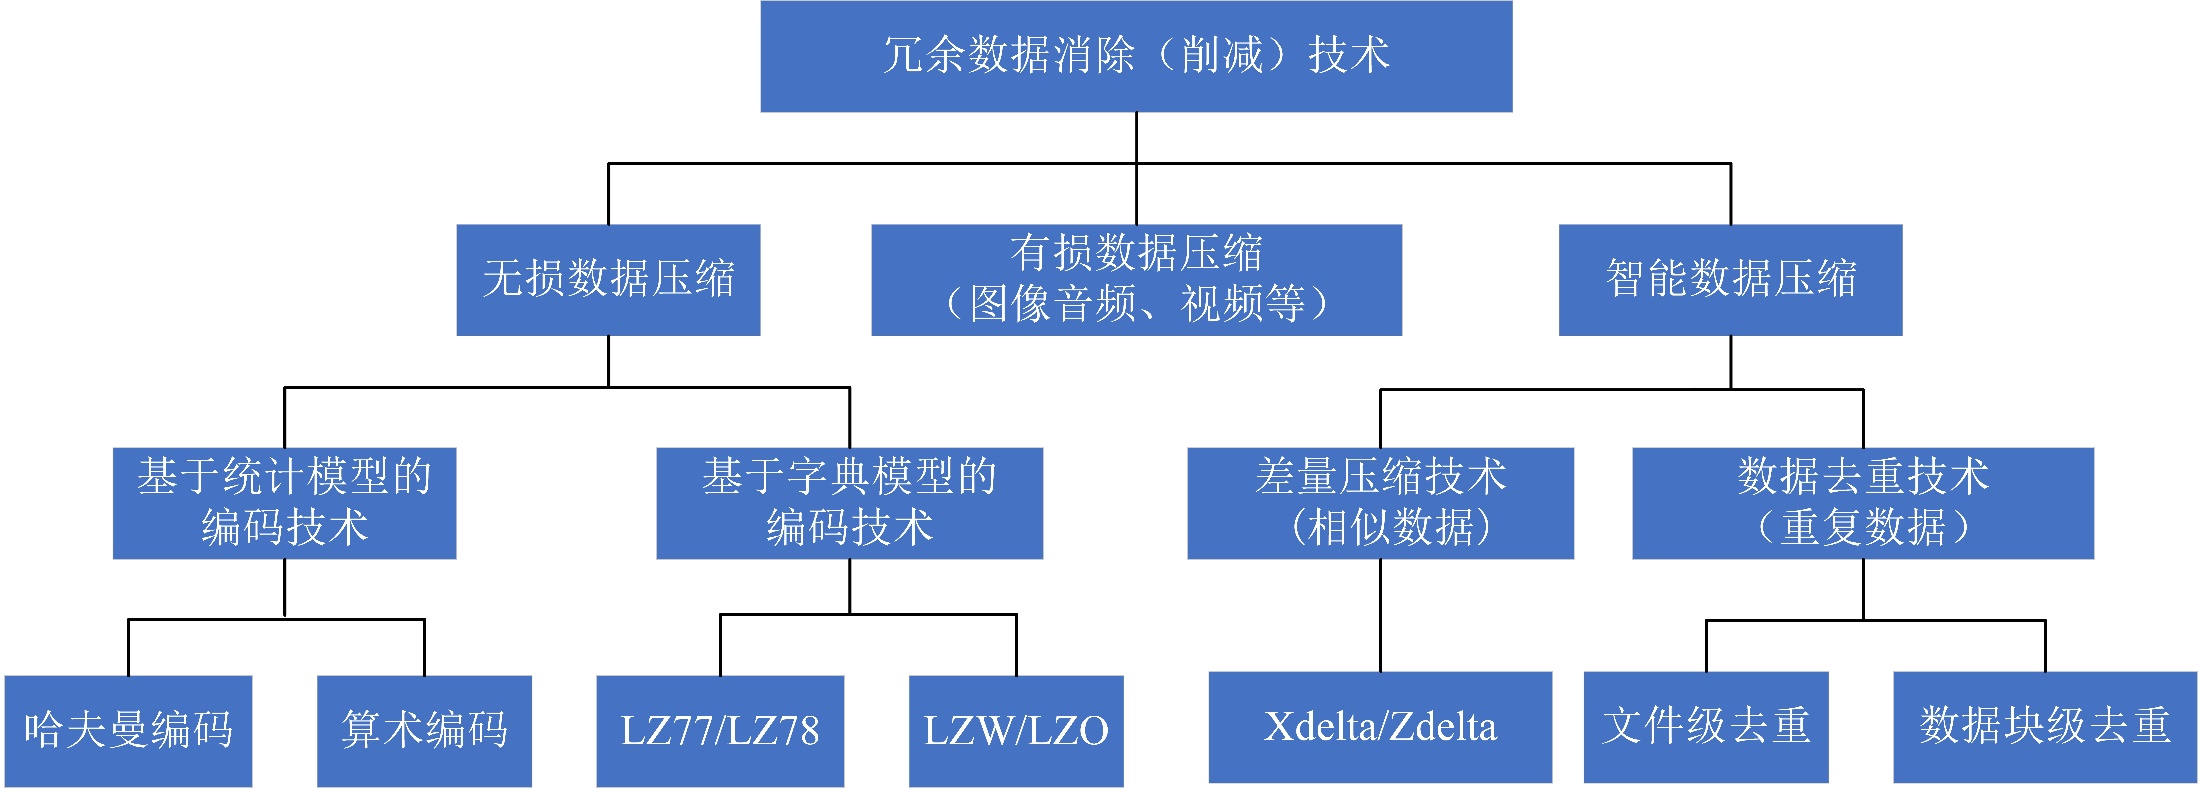 冗余数据消除（削减）技术
无损数据压缩
有损数据压缩
（图像音频、视频等）
智能数据压缩
基于统计模型的
编码技术
基于字典模型的
编码技术
差量压缩技术
(相似数据)
数据去重技术
（重复数据）
哈夫曼编码
算术编码
LZ77/LZ78
LZW/LZO
Xdelta/Zdelta
文件级去重
数据块级去重